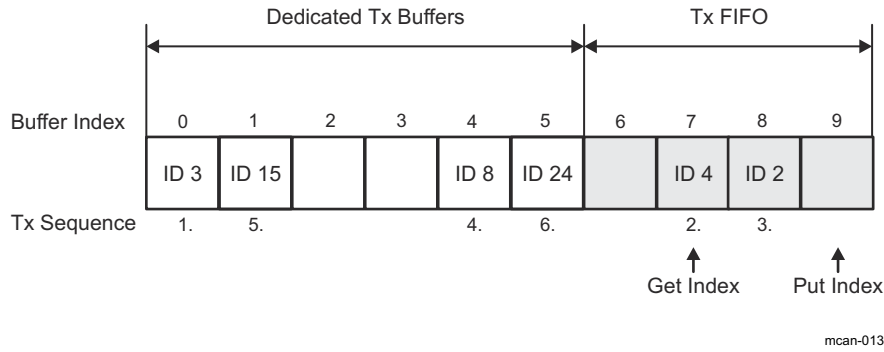 Dedicated Tx Buffers Tx FIFO
Buffer Index 0 1 2 3 4 5 6 7 8 9
ID 3 ID 15 ID 8 ID 24 ID 4 ID 2
Tx Sequence 1. 5. 4. 6. 2. 3.
Get Index Put Index
mcan-013